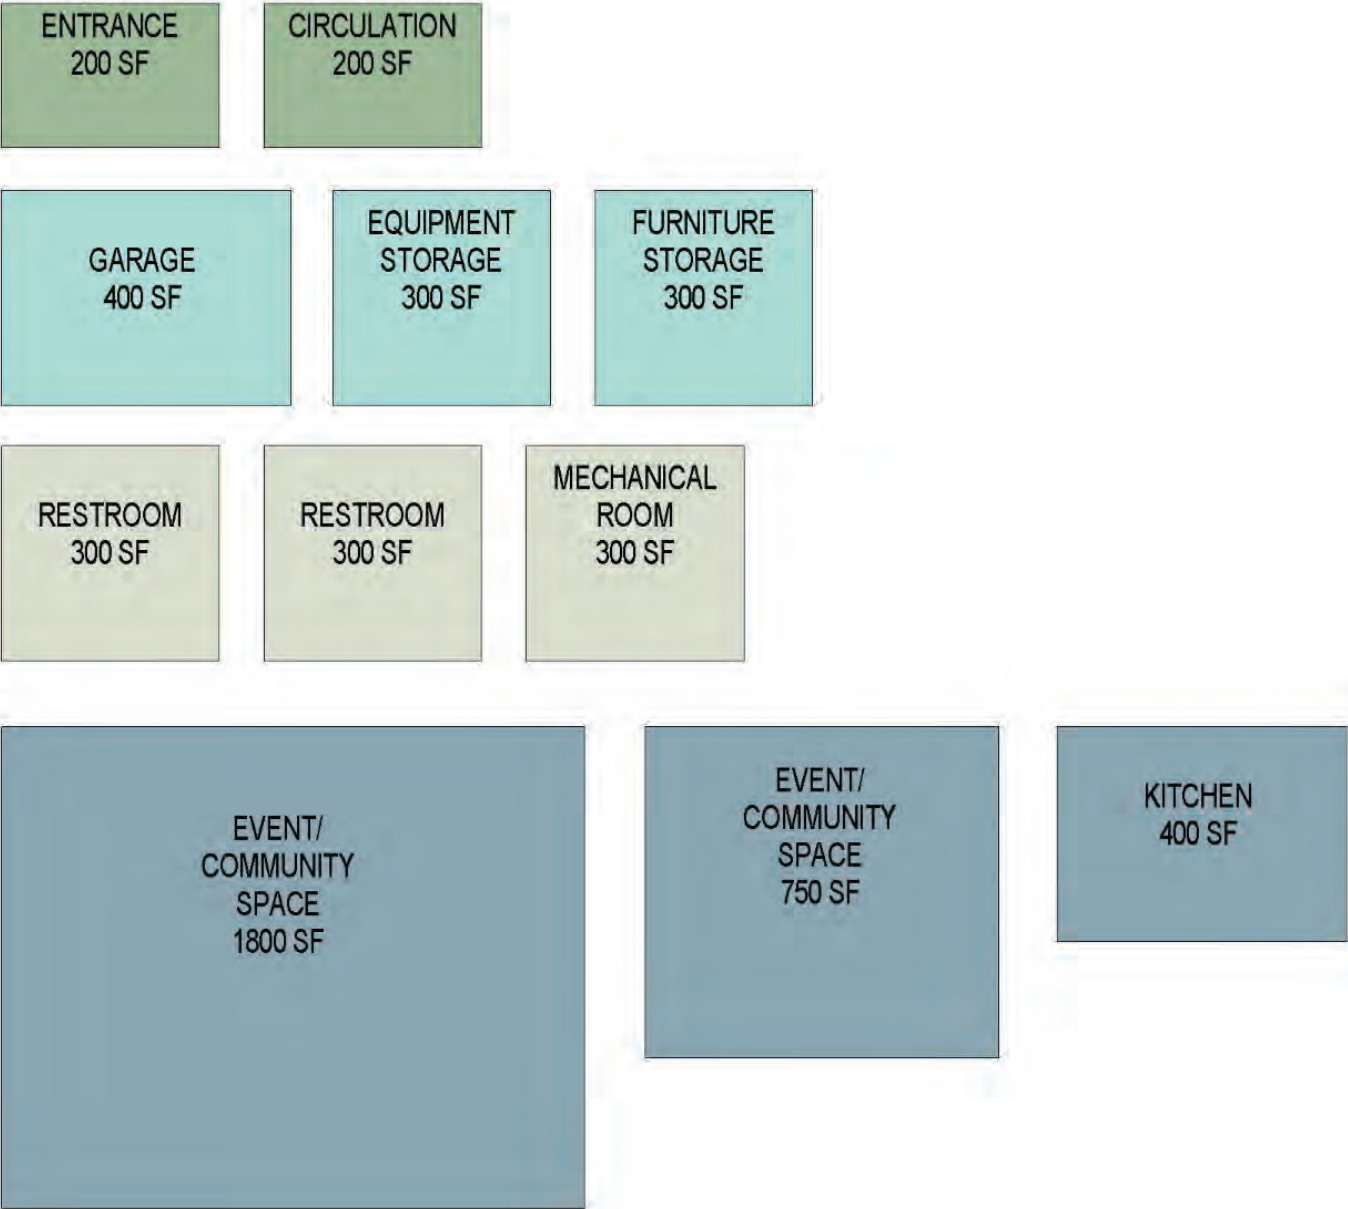 ENTRANCE
200 SF
CIRCULATION
200 SF
GARAGE
400 SF
EQUIPMENT
STORAGE
300 SF
FURNITURE
STORAGE
300 SF
RESTROOM
300 SF
RESTROOM
300 SF
MECHANICAL
ROOM
300 SF
EVENT/
COMMUNITY
SPACE
1800 SF
EVENT/
COMMUNITY
SPACE
750 SF
KITCHEN
400 SF